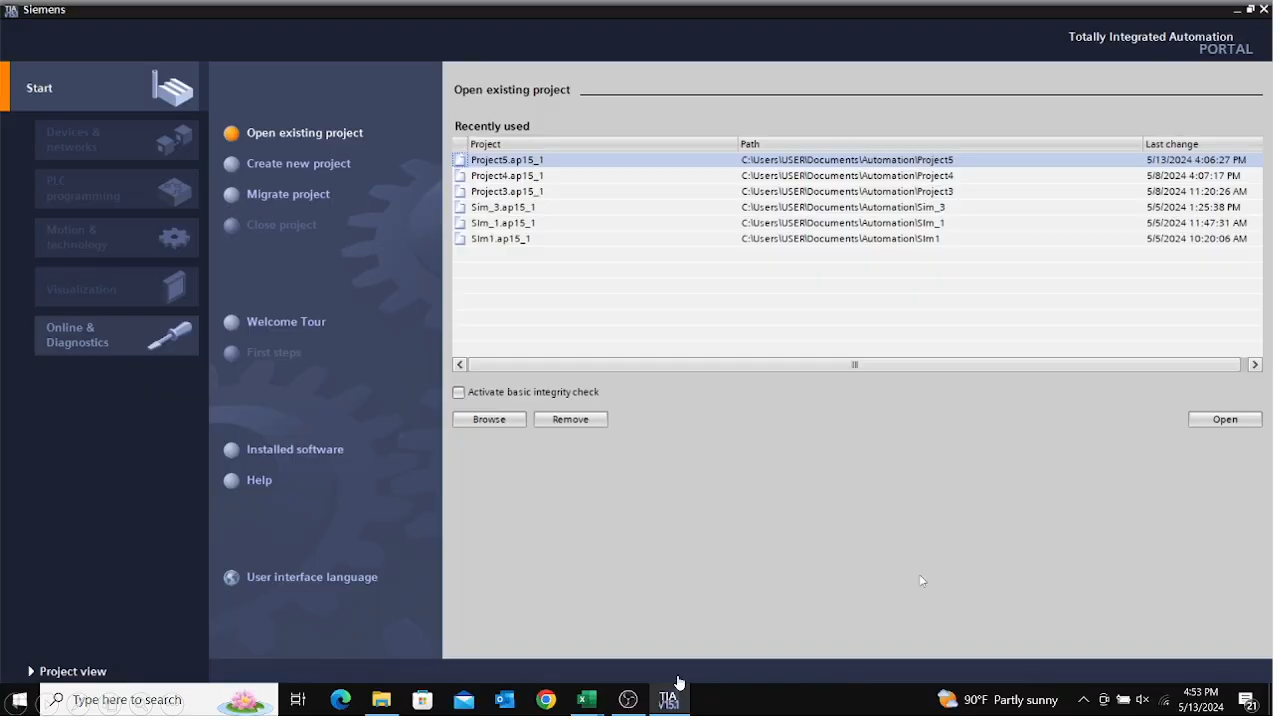 Siemens
Totally Integrated Automation
PORTAL
Start
Devices &
networks
PLC
programming
Motion &
technology
Visualization
Online &
Diagnostics
Project view
Open existing project
Create new project
Migrate project
Close project
Welcome Tour
First steps
Installed software
Help
User interface language
Open existing project
Recently used
Project Path Last change
Project5.ap15_1 C:\Users\USER\Documents\Automation\Project5 5/13/2024 4:06:27 PM
Project4.ap15_1 C:\Users\USER\Documents\Automation\Project4 5/8/2024 4:07:17 PM
Project3.ap15_1 C:\Users\USER\Documents\Automation\Project3 5/8/2024 11:20:26 AM
Sim_3.ap15_1 C:\Users\USER\Documents\Automation\Sim_3 5/5/2024 1:25:38 PM
SIm_1.ap15_1 C:\Users\USER\Documents\Automation\SIm_1 5/5/2024 11:47:31 AM
SIm1.ap15_1 C:\Users\USER\Documents\Automation\SIm1 5/5/2024 10:20:06 AM
Activate basic integrity check
Browse Remove Open
Type here to search
90°F Partly sunny
4:53 PM
5/13/2024
21